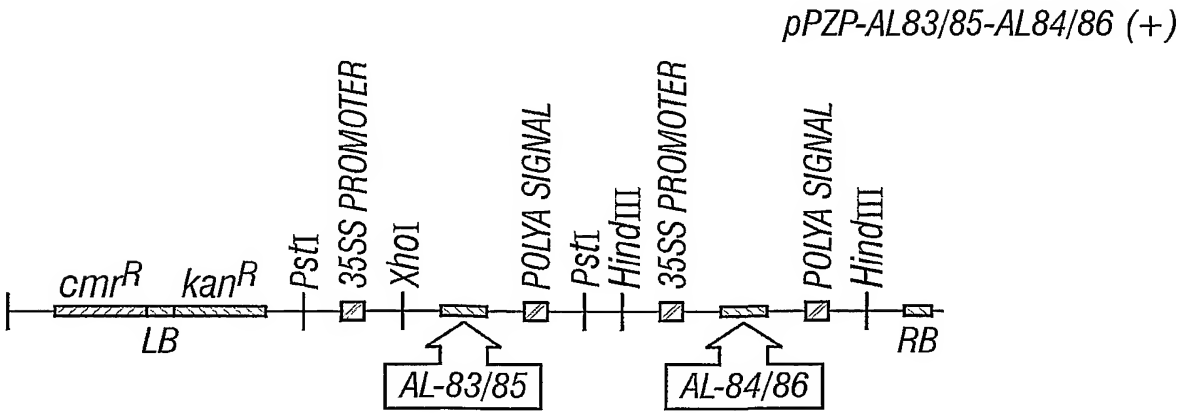 pPZP-AL83/85-AL84/86 (+)
cmrR
kanR
PstI
35SS PROMOTER
XhoI
POLYA SIGNAL
PstI
HindIII
35SS PROMOTER
POLYA SIGNAL
HindIII
LB
RB
AL-83/85
AL-84/86